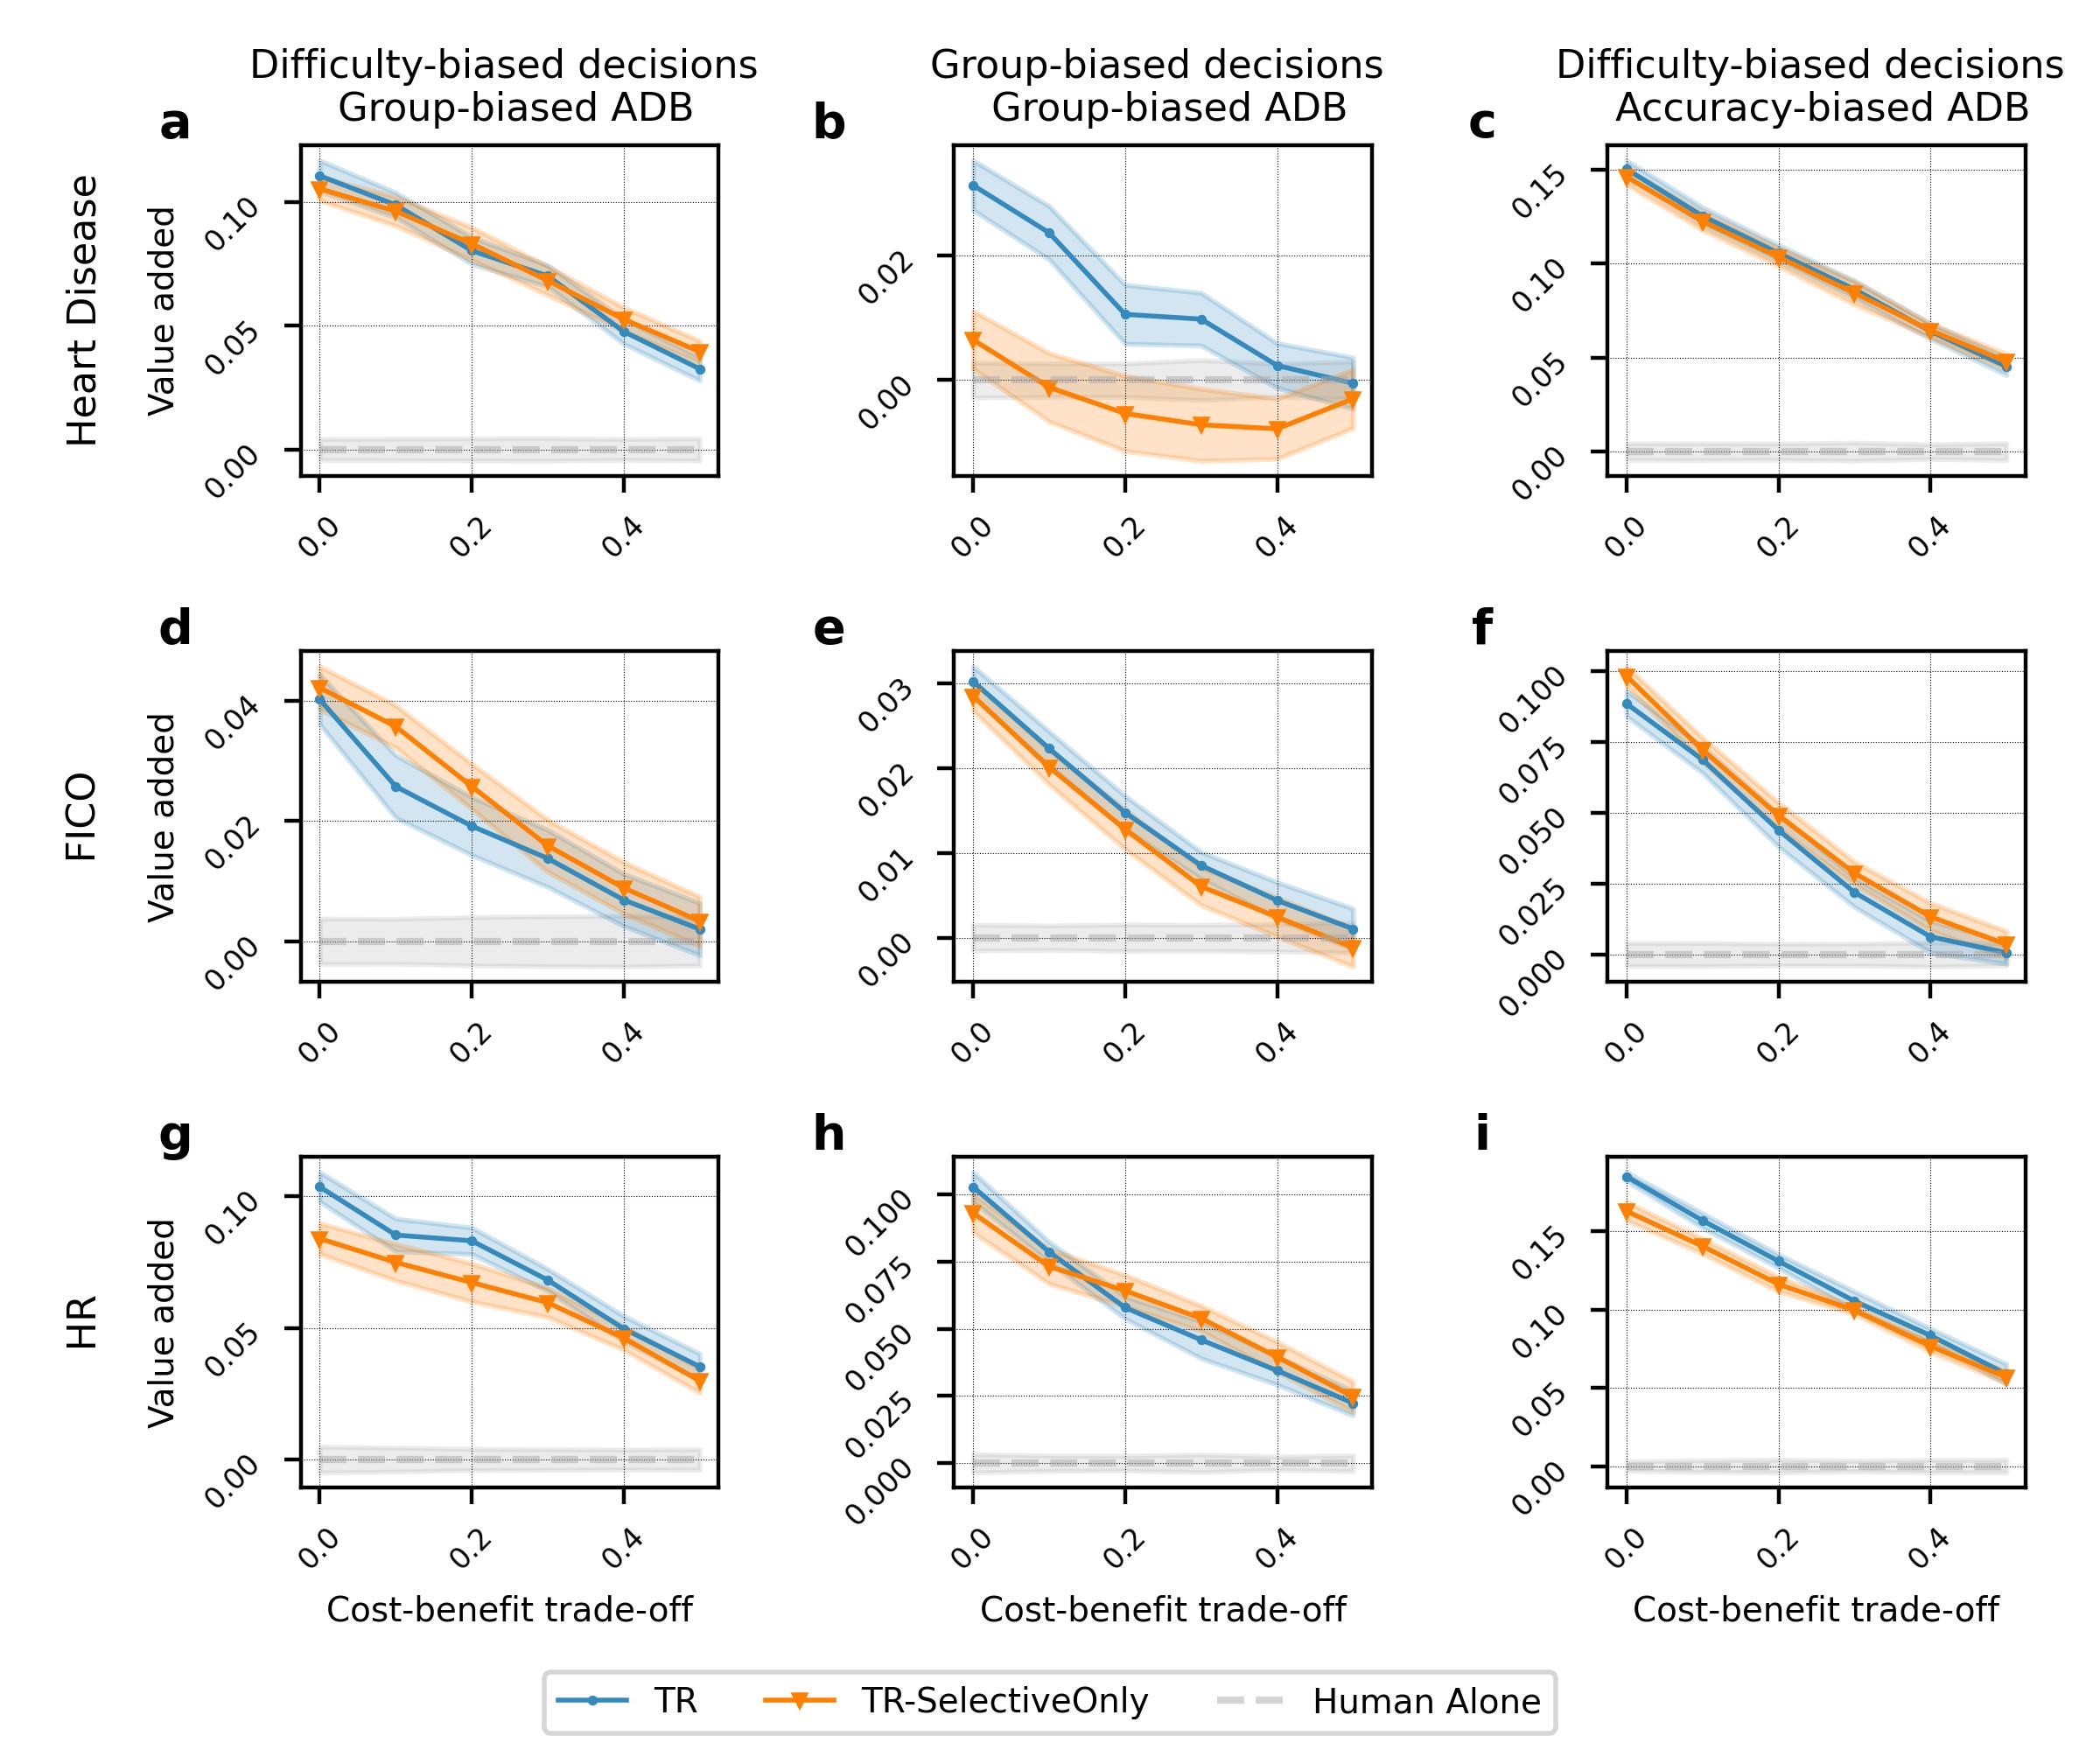 Difficulty-biased decisions
Group-biased ADB
Group-biased decisions
Group-biased ADB
Difficulty-biased decisions
Accuracy-biased ADB
a
b
c
Heart Disease
Value added
0.10
0.05
0.00
0.0
0.2
0.4
0.02
0.00
0.0
0.2
0.4
0.15
0.10
0.05
0.00
0.0
0.2
0.4
d
e
f
FICO
Value added
0.04
0.02
0.00
0.0
0.2
0.4
0.03
0.02
0.01
0.00
0.0
0.2
0.4
0.100
0.075
0.050
0.025
0.000
0.0
0.2
0.4
g
h
i
HR
Value added
0.10
0.05
0.00
0.0
0.2
0.4
Cost-benefit trade-off
0.100
0.075
0.050
0.025
0.000
0.0
0.2
0.4
Cost-benefit trade-off
0.15
0.10
0.05
0.00
0.0
0.2
0.4
Cost-benefit trade-off
TR
TR-SelectiveOnly
Human Alone